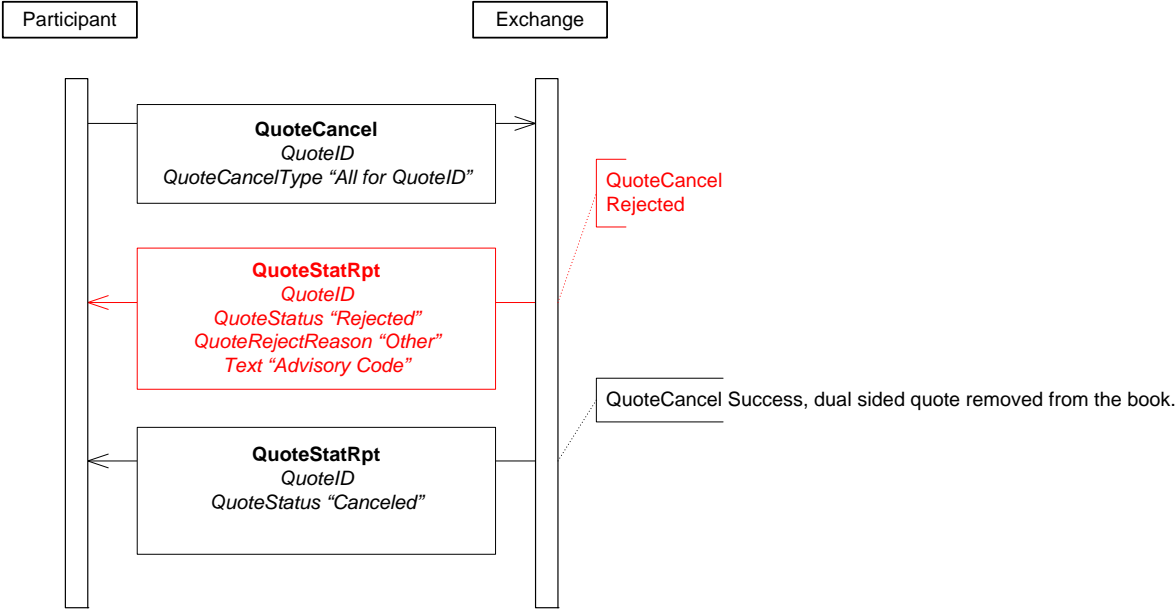 Participant
Exchange
QuoteCancel
QuoteID
QuoteCancelType “All for QuoteID”
QuoteCancel
Rejected
QuoteStatRpt
QuoteID
QuoteStatus “Rejected”
QuoteRejectReason “Other”
Text “Advisory Code”
QuoteCancel Success, dual sided quote removed from the book.
QuoteStatRpt
QuoteID
QuoteStatus “Canceled”